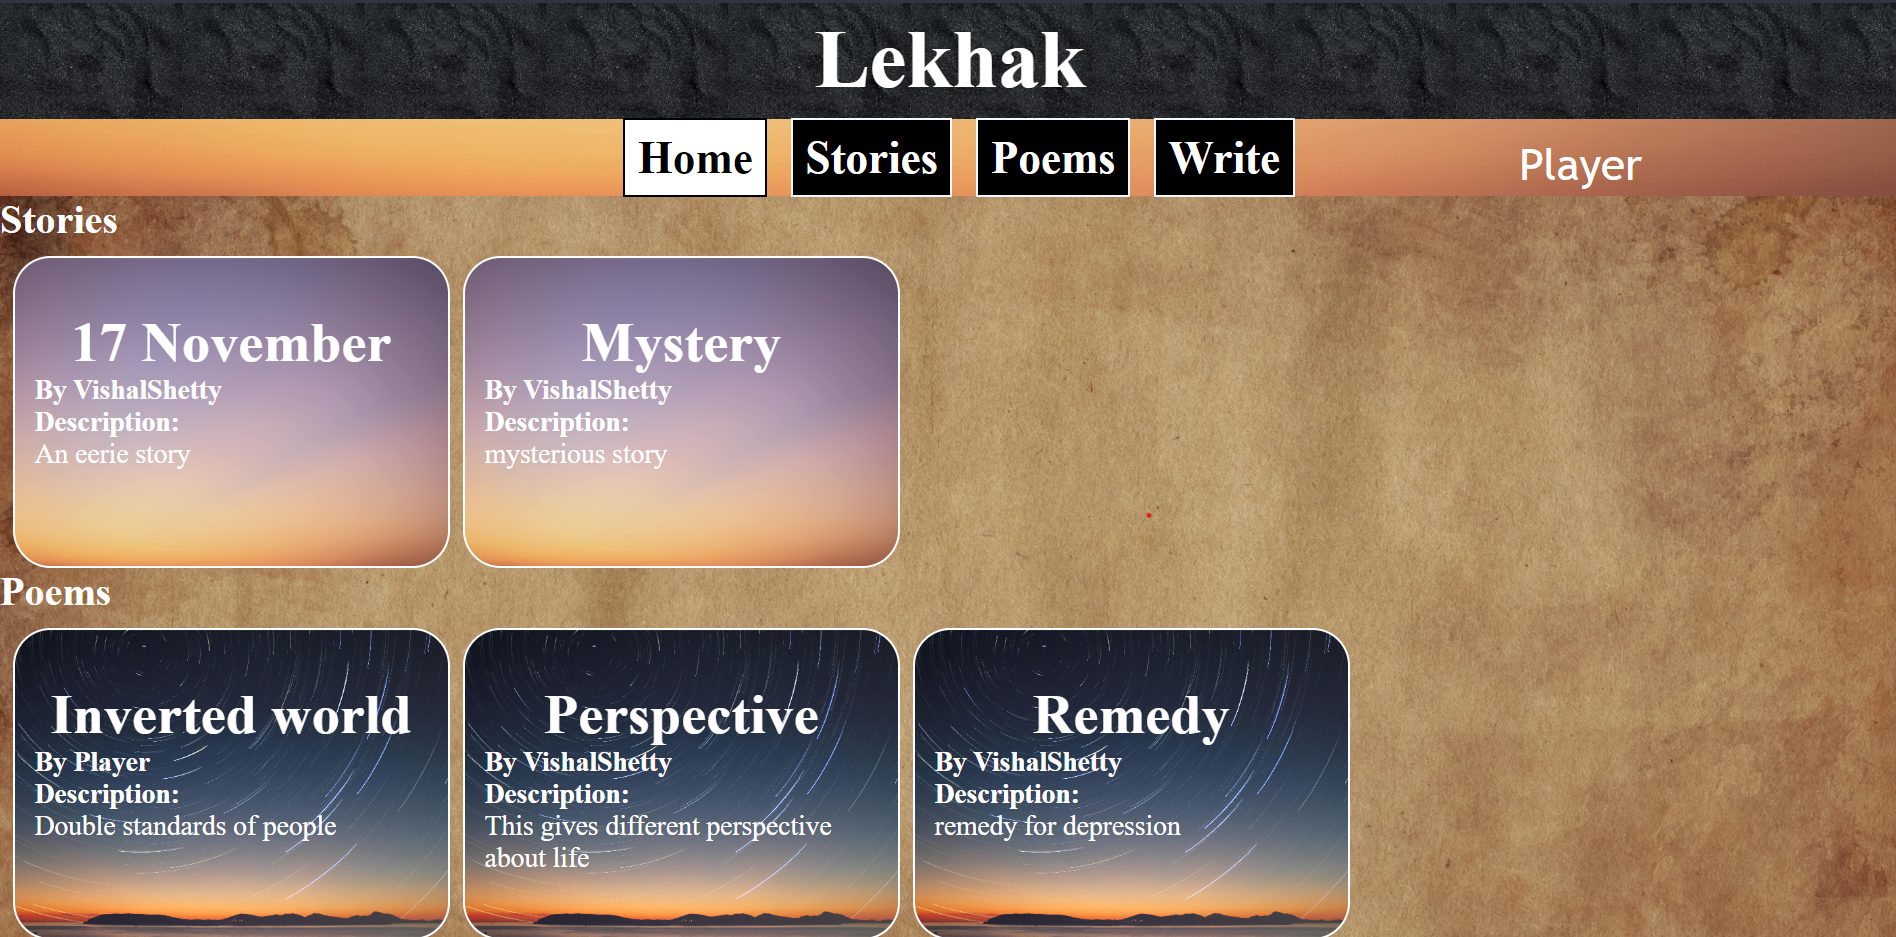 Lekhak
Home Stories Poems Write Player
Stories
17 November
By VishalShetty
Description:
An eerie story
Mystery
By VishalShetty
Description:
mysterious story
Poems
Inverted world
By Player
Description:
Double standards of people
Perspective
By VishalShetty
Description:
This gives different perspective
about life
Remedy
By VishalShetty
Description:
remedy for depression